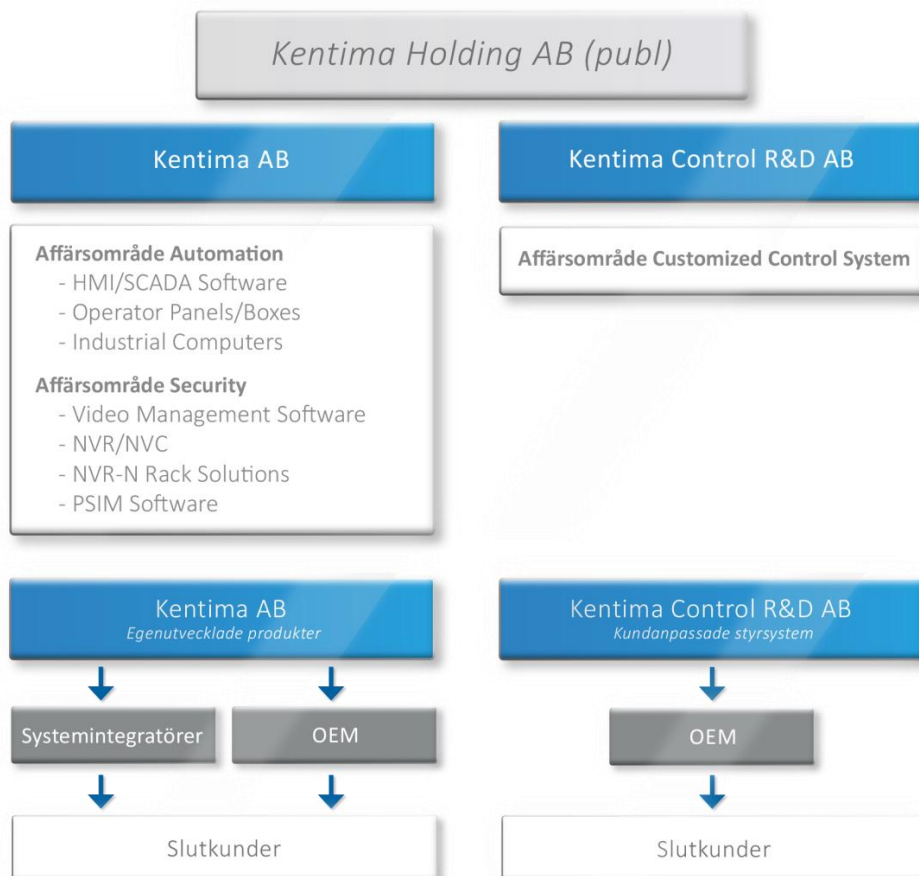 Kentima Holding AB (publ)
Kentima AB
Kentima Control R&D AB
Affärsområde Automation
- HMI/SCADA Software
- Operator Panels/Boxes
- Industrial Computers
Affärsområde Security
- Video Management Software
- NVR/NVC
- NVR-N Rack Solutions
- PSIM Software
Affärsområde Customized Control System
Kentima AB
Egenutvecklade produkter
Systemintegratörer
OEM
Slutkunder
Kentima Control R&D AB
Kundanpassade styrsystem
OEM
Slutkunder